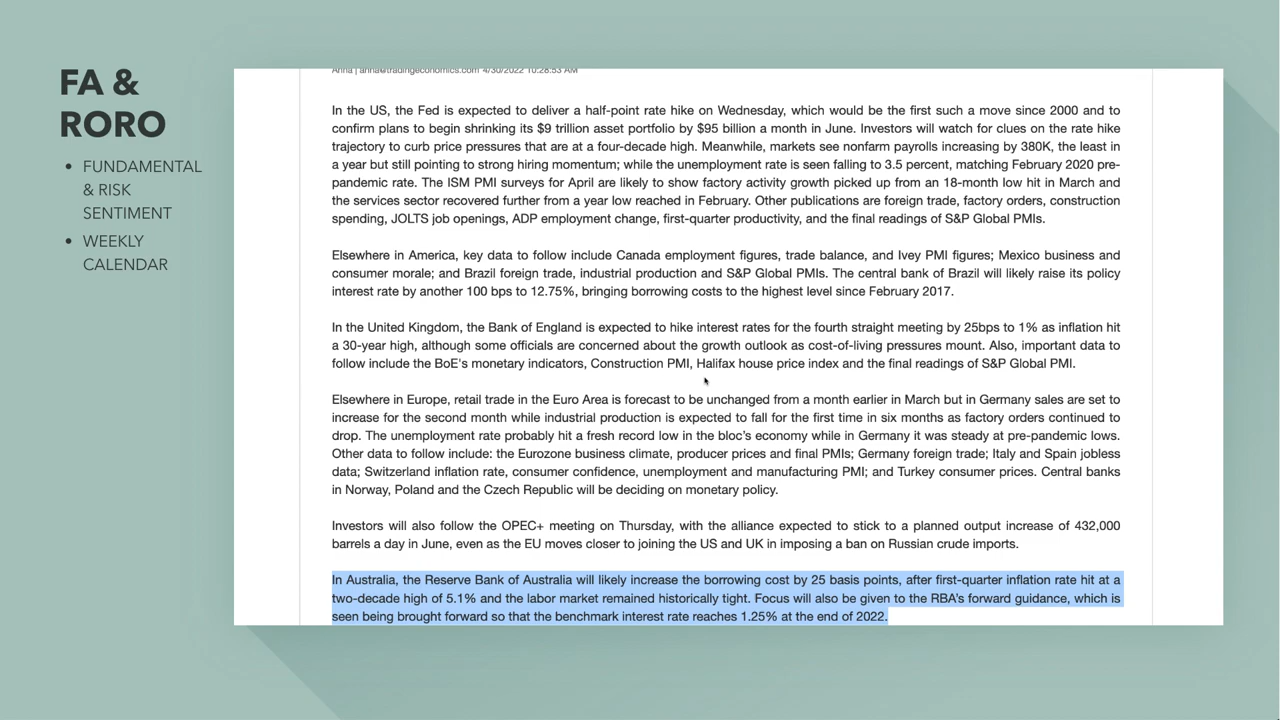 FA &
RORO
• FUNDAMENTAL
& RISK
SENTIMENT
• WEEKLY
CALENDAR
Anna | anna@tradingeconomics.com 4/30/2022 10:28:53 AM
In the US, the Fed is expected to deliver a half-point rate hike on Wednesday, which would be the first such a move since 2000 and to
confirm plans to begin shrinking its $9 trillion asset portfolio by $95 billion a month in June. Investors will watch for clues on the rate hike
trajectory to curb price pressures that are at a four-decade high. Meanwhile, markets see nonfarm payrolls increasing by 380K, the least in
a year but still pointing to strong hiring momentum; while the unemployment rate is seen falling to 3.5 percent, matching February 2020 pre-
pandemic rate. The ISM PMI surveys for April are likely to show factory activity growth picked up from an 18-month low hit in March and
the services sector recovered further from a year low reached in February. Other publications are foreign trade, factory orders, construction
spending, JOLTS job openings, ADP employment change, first-quarter productivity, and the final readings of S&P Global PMIs.
Elsewhere in America, key data to follow include Canada employment figures, trade balance, and Ivey PMI figures; Mexico business and
consumer morale; and Brazil foreign trade, industrial production and S&P Global PMIs. The central bank of Brazil will likely raise its policy
interest rate by another 100 bps to 12.75%, bringing borrowing costs to the highest level since February 2017.
In the United Kingdom, the Bank of England is expected to hike interest rates for the fourth straight meeting by 25bps to 1% as inflation hit
a 30-year high, although some officials are concerned about the growth outlook as cost-of-living pressures mount. Also, important data to
follow include the BoE's monetary indicators, Construction PMI, Halifax house price index and the final readings of S&P Global PMI.
Elsewhere in Europe, retail trade in the Euro Area is forecast to be unchanged from a month earlier in March but in Germany sales are set to
increase for the second month while industrial production is expected to fall for the first time in six months as factory orders continued to
drop. The unemployment rate probably hit a fresh record low in the bloc’s economy while in Germany it was steady at pre-pandemic lows.
Other data to follow include: the Eurozone business climate, producer prices and final PMIs; Germany foreign trade; Italy and Spain jobless
data; Switzerland inflation rate, consumer confidence, unemployment and manufacturing PMI; and Turkey consumer prices. Central banks
in Norway, Poland and the Czech Republic will be deciding on monetary policy.
Investors will also follow the OPEC+ meeting on Thursday, with the alliance expected to stick to a planned output increase of 432,000
barrels a day in June, even as the EU moves closer to joining the US and UK in imposing a ban on Russian crude imports.
In Australia, the Reserve Bank of Australia will likely increase the borrowing cost by 25 basis points, after first-quarter inflation rate hit at a
two-decade high of 5.1% and the labor market remained historically tight. Focus will also be given to the RBA’s forward guidance, which is
seen being brought forward so that the benchmark interest rate reaches 1.25% at the end of 2022.